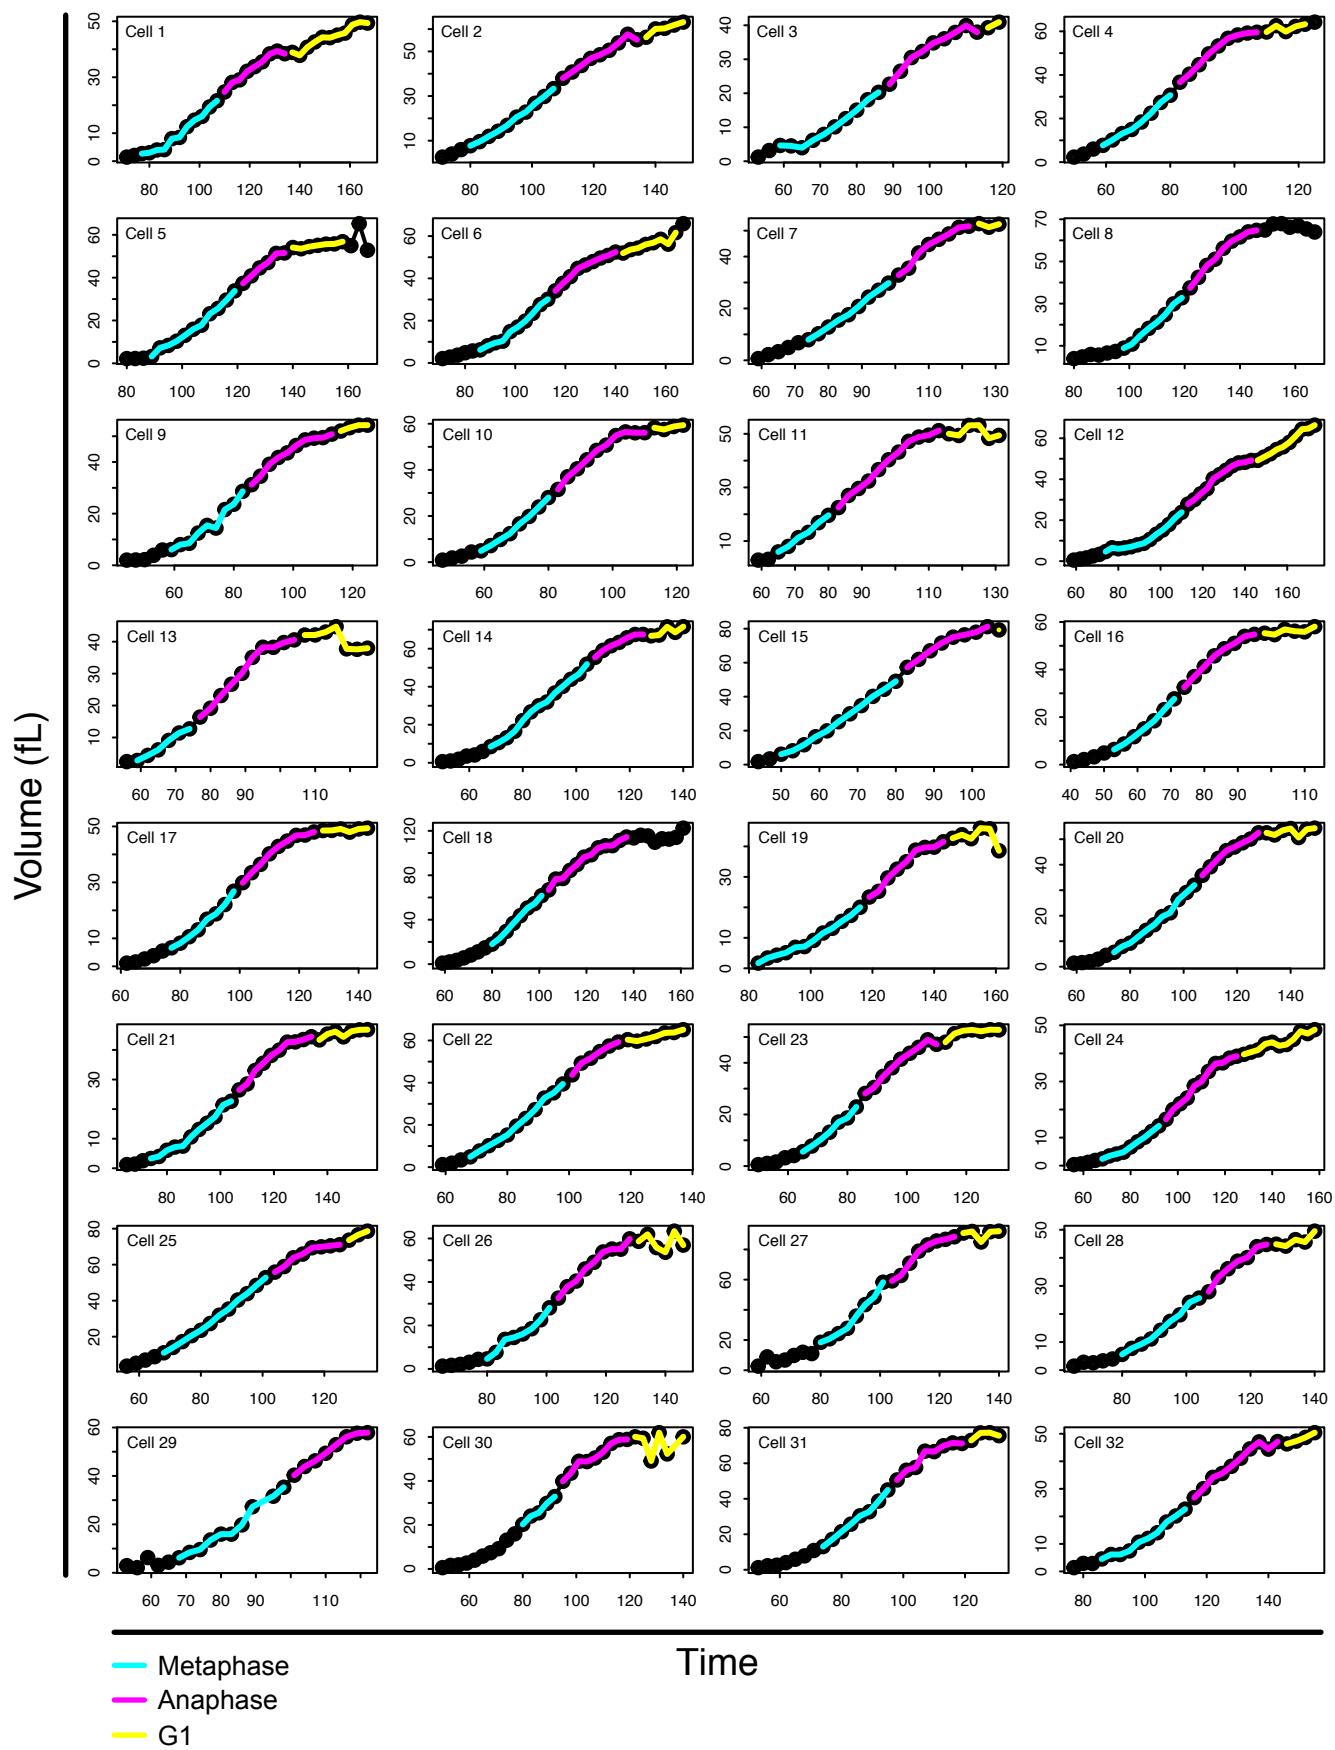 Cell 1
0 10 30 50
80 100 120 140 160
Cell 2
10 30 50
80 100 120 140
Cell 3
0 10 20 30 40
50 60 70 80 90 100 110 120
Cell 4
0 20 40 60
60 80 100 120
Cell 5
0 20 40 60
80 100 120 140 160
Cell 6
0 20 40 60
80 100 120 140 160
Cell 7
0 20 40
60 70 80 90 110 130
Cell 8
10 30 50 70
80 100 120 140 160
Cell 9
0 20 40
60 80 100 120
Cell 10
0 20 40 60
60 80 100 120
Cell 11
10 30 50
60 70 80 90 110 130
Cell 12
0 20 40 60
60 80 100 120 140 160
Cell 13
10 20 30 40
60 70 80 90 110
Cell 14
0 20 40 60
60 80 100 120 140
Cell 15
0 20 40 60 80
50 60 70 80 90 100
Cell 16
0 20 40 60
40 50 60 70 80 90 110
Cell 17
0 10 30 50
60 80 100 120 140
Cell 18
0 40 80 120
60 80 100 120 140 160
Cell 19
0 10 20 30 40
80 100 120 140 160
Cell 20
0 20 40
60 80 100 120 140
Cell 21
0 10 30
80 100 120 140
Cell 22
0 20 40 60
60 80 100 120 140
Cell 23
0 20 40
60 80 100 120
Cell 24
0 10 30 50
60 80 100 120 140 160
Cell 25
20 40 60 80
60 80 100 120
Cell 26
0 20 40 60
80 100 120 140
Cell 27
0 20 60
60 80 100 120 140
Cell 28
0 10 30 50
80 100 120 140
Cell 29
0 20 40 60
60 70 80 90 110
Cell 30
0 20 40 60
60 80 100 120 140
Cell 31
0 20 40 60 80
60 80 100 120
Cell 32
0 10 30 50
80 100 120 140
Volume (fL)
Time
Metaphase
Anaphase
G1